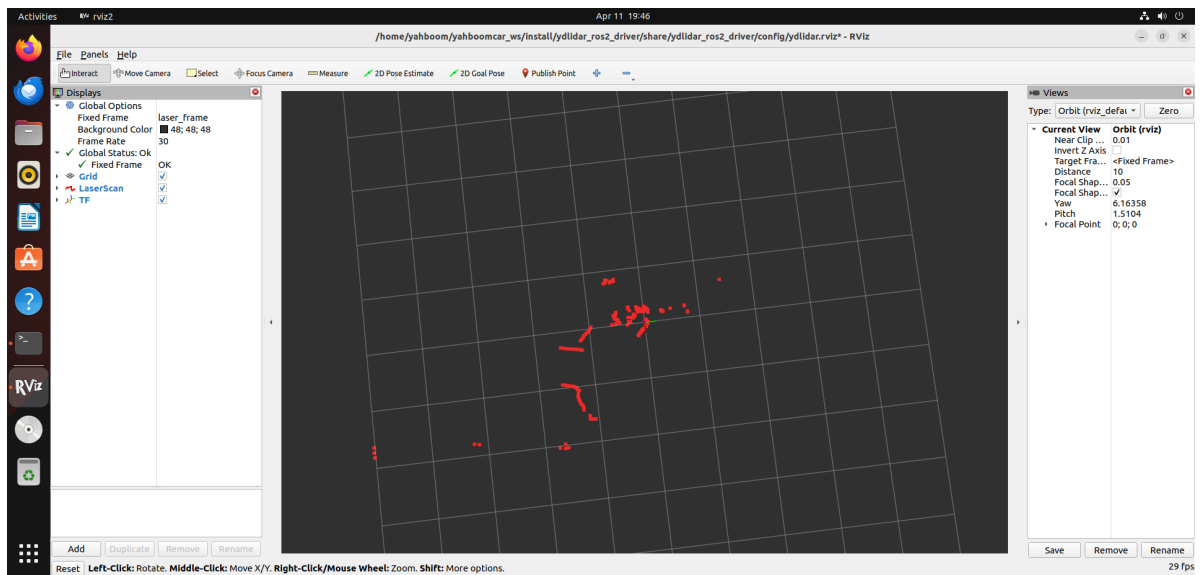 Activities RViz rviz2 Apr 11 19:46
/home/yahboom/yahboomcar_ws/install/ydlidar_ros2_driver/share/ydlidar_ros2_driver/config/ydlidar.rviz* - RViz
File Panels Help
Interact Move Camera Select Focus Camera Measure 2D Pose Estimate 2D Goal Pose Publish Point
Displays
Global Options
Fixed Frame laser_frame
Background Color 48; 48; 48
Frame Rate 30
Global Status: Ok
Fixed Frame OK
Grid
LaserScan
TF
Add Duplicate Remove Rename
Reset Left-Click: Rotate. Middle-Click: Move X/Y. Right-Click/Mouse Wheel: Zoom. Shift: More options.
RViz
Views
Type: Orbit (rviz_defau Zero
Current View Orbit (rviz)
Near Clip ... 0.01
Invert Z Axis
Target Fra... <Fixed Frame>
Distance 10
Focal Shap... 0.05
Focal Shap...
Yaw 6.16358
Pitch 1.5104
Focal Point 0; 0; 0
Save Remove Rename
29 fps